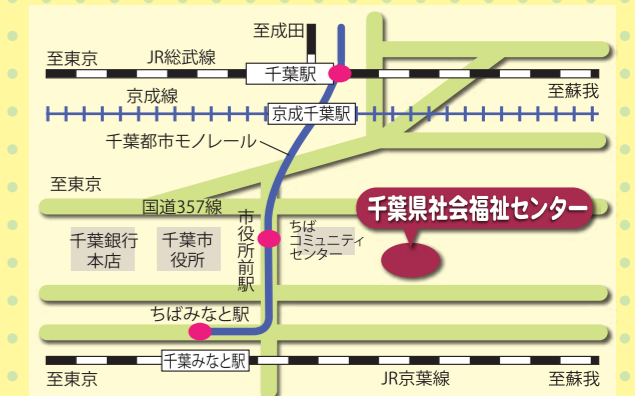 至成田
至東京
JR総武線
千葉駅
至蘇我
京成線
京成千葉駅
千葉都市モノレール
至東京
千葉県社会福祉センター
国道357線
市役所前駅
ちば
コミュニティ
センター
千葉銀行
本店
千葉市
役所
ちばみなと駅
千葉みなと駅
至東京
JR京葉線
至蘇我